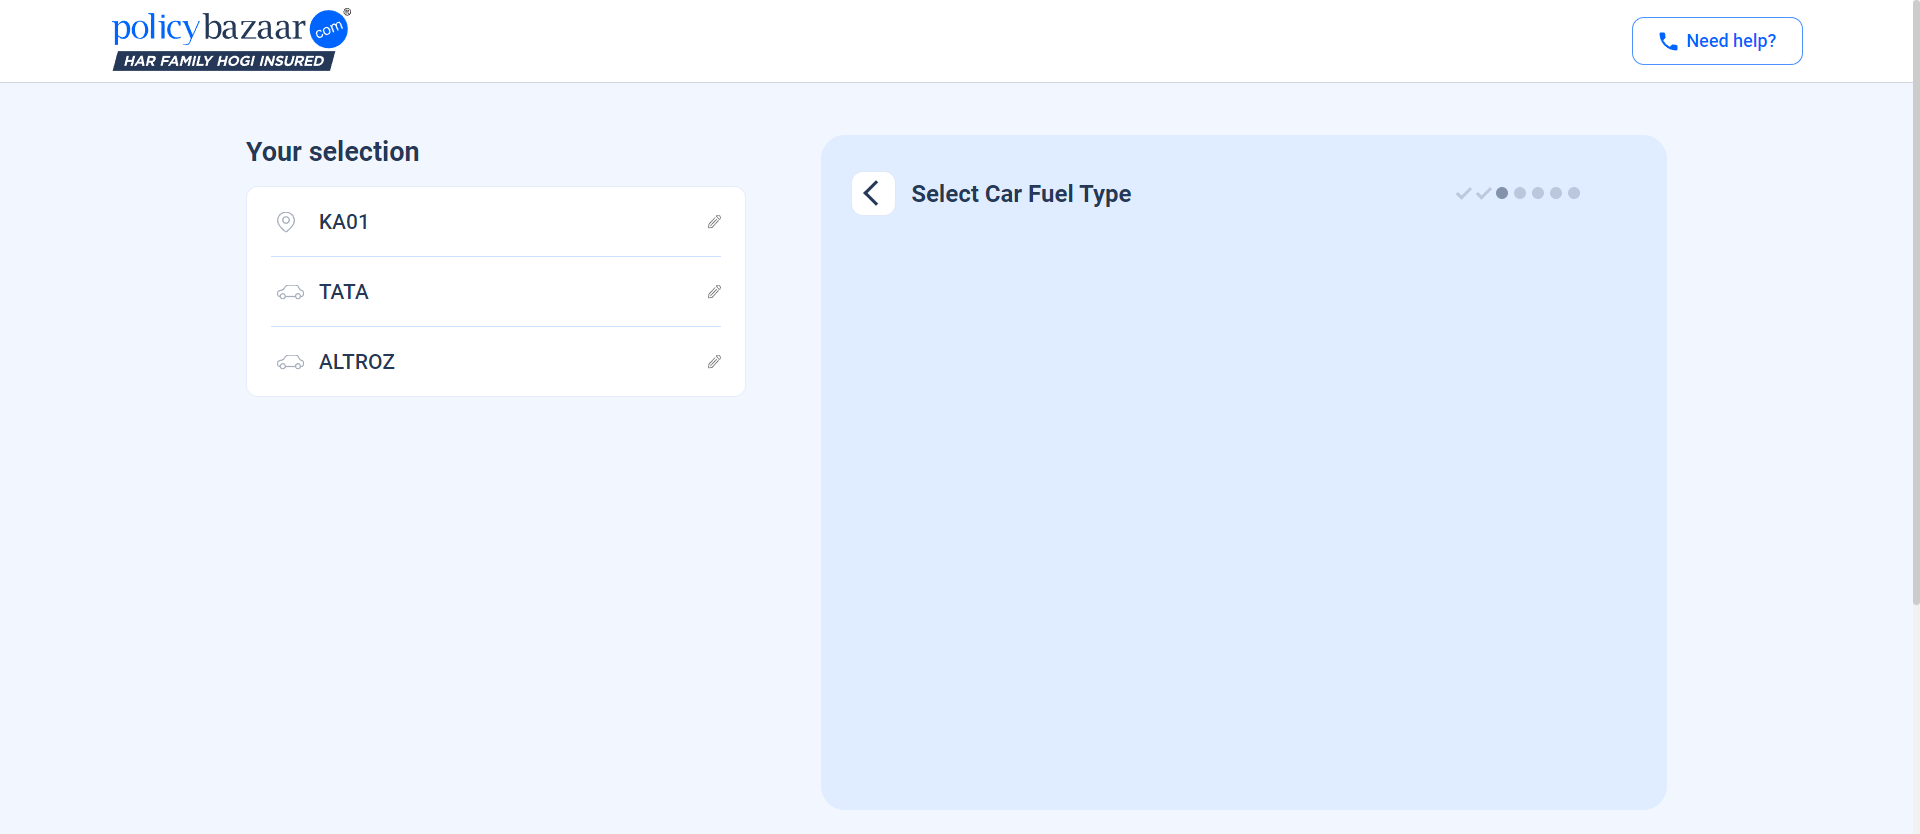 policybazaar com ®
HAR FAMILY HOGI INSURED
Need help?
Your selection
KA01
TATA
ALTROZ
Select Car Fuel Type